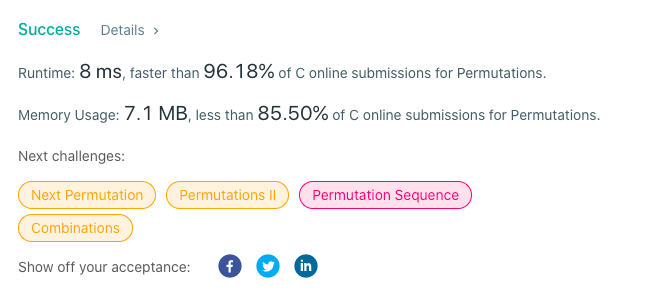 Success Details >
Runtime: 8 ms, faster than 96.18% of C online submissions for Permutations.
Memory Usage: 7.1 MB, less than 85.50% of C online submissions for Permutations.
Next challenges:
Next Permutation Permutations II Permutation Sequence
Combinations
Show off your acceptance: f in